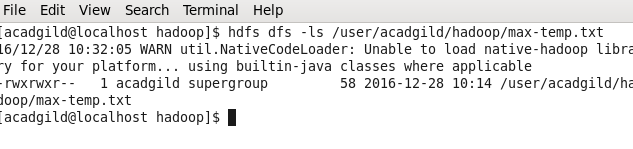 File Edit View Search Terminal Help
[acadgild@localhost hadoop]$ hdfs dfs -ls /user/acadgild/hadoop/max-temp.txt
16/12/28 10:32:05 WARN util.NativeCodeLoader: Unable to load native-hadoop libra
ry for your platform... using builtin-java classes where applicable
-rwxrwxr-- 1 acadgild supergroup 58 2016-12-28 10:14 /user/acadgild/ha
doop/max-temp.txt
[acadgild@localhost hadoop]$